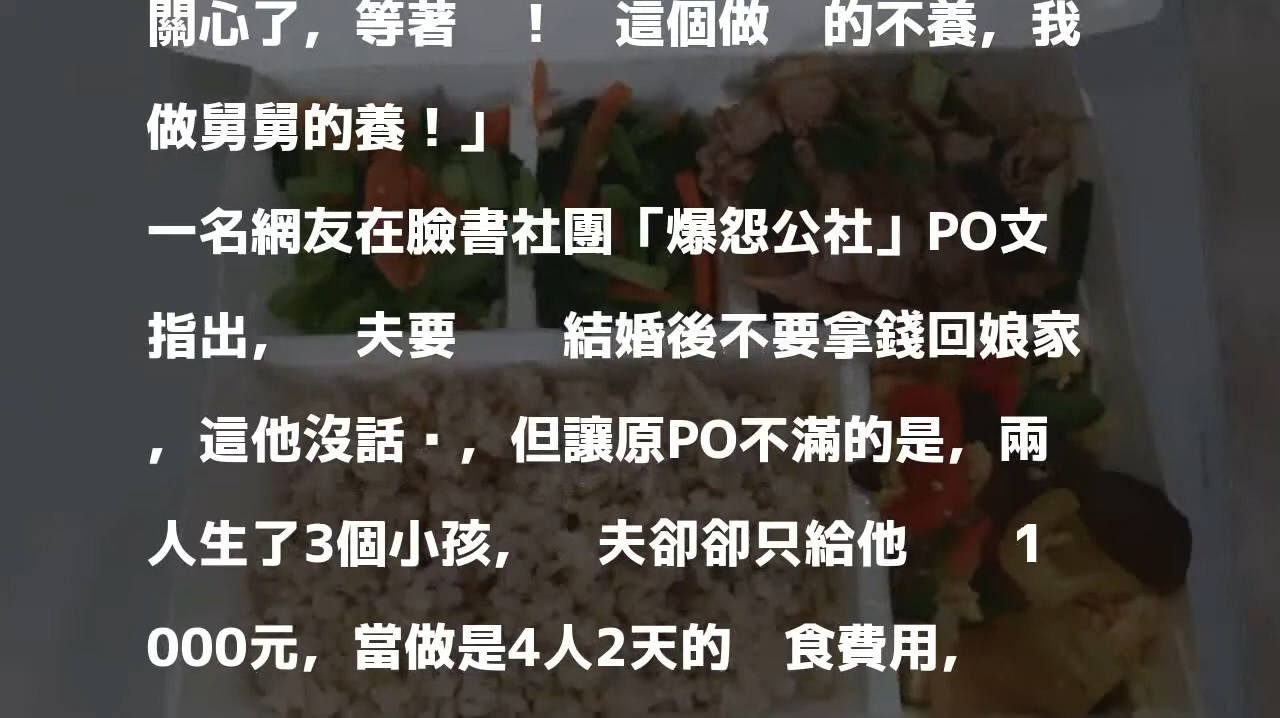 關心了，等著　！　這個做　的不養，我
做舅舅的養！」
一名網友在臉書社團「爆怨公社」PO文
指出，　夫要　　結婚後不要拿錢回娘家
，這他沒話▪，但讓原PO不滿的是，兩
人生了3個小孩，　夫卻卻只給他　　1
000元，當做是4人2天的　食費用，